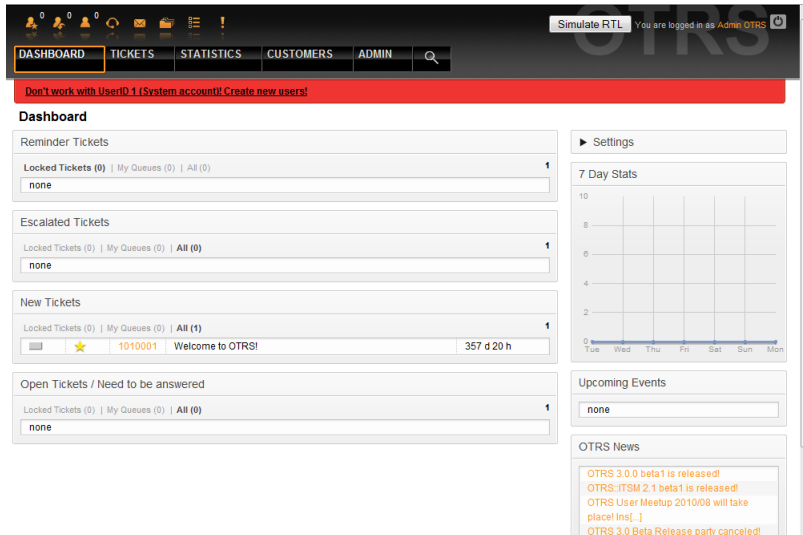 0 0 0
OTRS
Simulate RTL You are logged in as Admin OTRS
DASHBOARD TICKETS STATISTICS CUSTOMERS ADMIN
Don't work with UserID 1 (System account)! Create new users!
Dashboard
Reminder Tickets
Locked Tickets (0) | My Queues (0) | All (0) 1
none
Escalated Tickets
Locked Tickets (0) | My Queues (0) | All (0) 1
none
New Tickets
Locked Tickets (0) | My Queues (0) | All (1) 1
1010001 Welcome to OTRS! 357 d 20 h
Open Tickets / Need to be answered
Locked Tickets (0) | My Queues (0) | All (0) 1
none
Settings
7 Day Stats
10
8
6
4
2
0
Tue Wed Thu Fri Sat Sun Mon
Upcoming Events
none
OTRS News
OTRS 3.0.0 beta1 is released!
OTRS::ITSM 2.1 beta1 is released!
OTRS User Meetup 2010/08 will take
place! Ins[...]
OTRS 3.0 Beta Release party canceled!